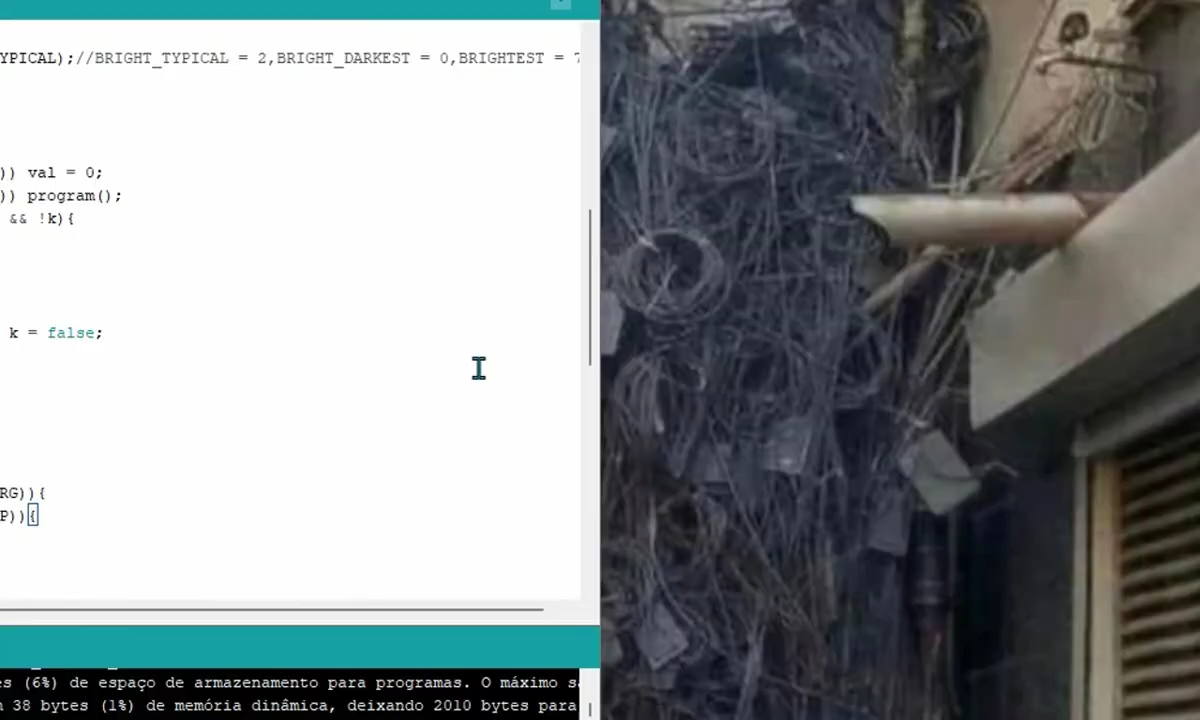 YPICAL);//BRIGHT_TYPICAL = 2,BRIGHT_DARKEST = 0,BRIGHTEST = 7
)) val = 0;
)) program();
&& !k){
k = false;
RG)){
P)){
es (6%) de espaço de armazenamento para programas. O máximo s
38 bytes (1%) de memória dinâmica, deixando 2010 bytes para